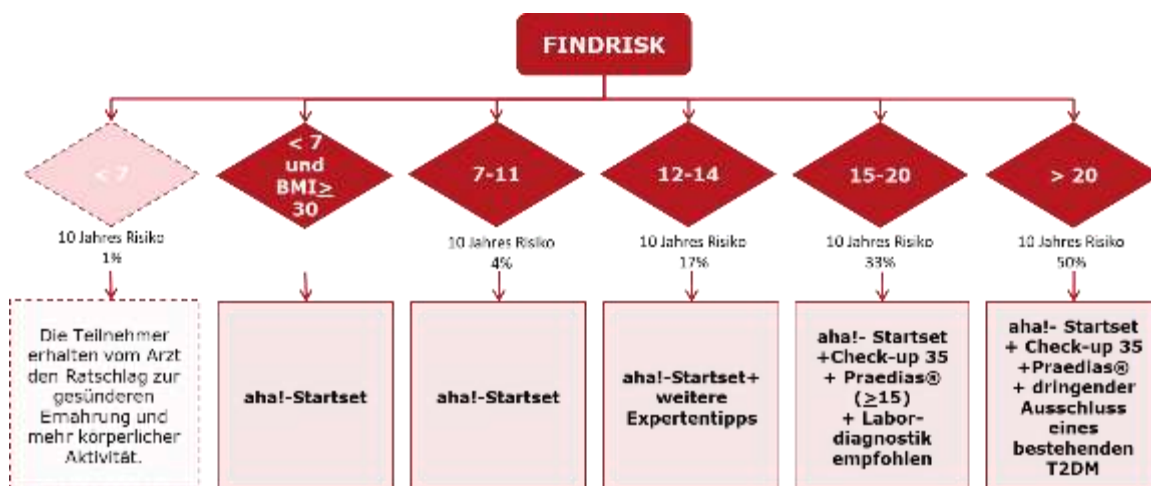 FINDRISK
< 7
< 7
und
BMI≥
30
7-11
12-14
15-20
> 20
10 Jahres Risiko
1%
10 Jahres Risiko
4%
10 Jahres Risiko
17%
10 Jahres Risiko
33%
10 Jahres Risiko
50%
Die Teilnehmer
erhalten vom Arzt
den Ratschlag zur
gesünderen
Ernährung und
mehr körperlicher
Aktivität.
aha!-Startset
aha!-Startset
aha!-Startset+
weitere
Expertentipps
aha!- Startset
+Check-up 35
+ Praedias®
(≥15)
+ Labor-
diagnostik
empfohlen
aha!- Startset
+ Check-up 35
+Praedias®
+ dringender
Ausschluss
eines
bestehenden
T2DM